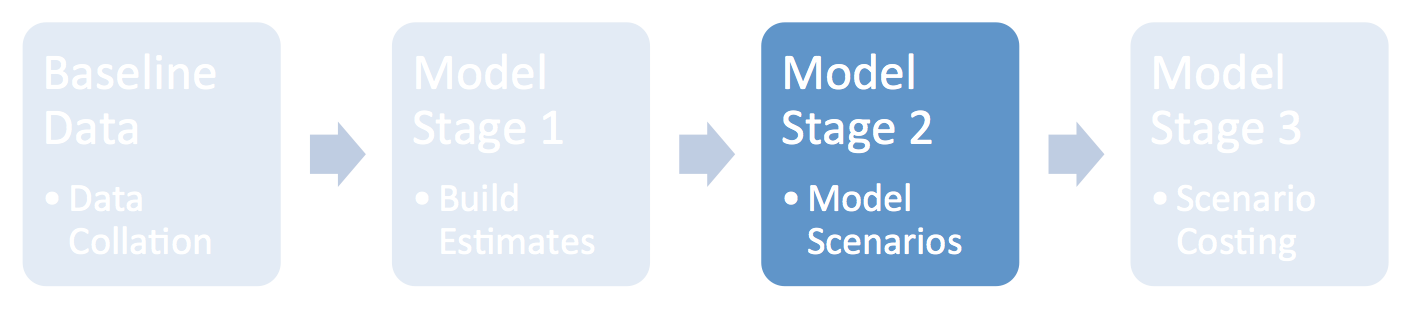 Baseline
Data
• Data
Collation
Model
Stage 1
• Build
Estimates
Model
Stage 2
• Model
Scenarios
Model
Stage 3
• Scenario
Costing